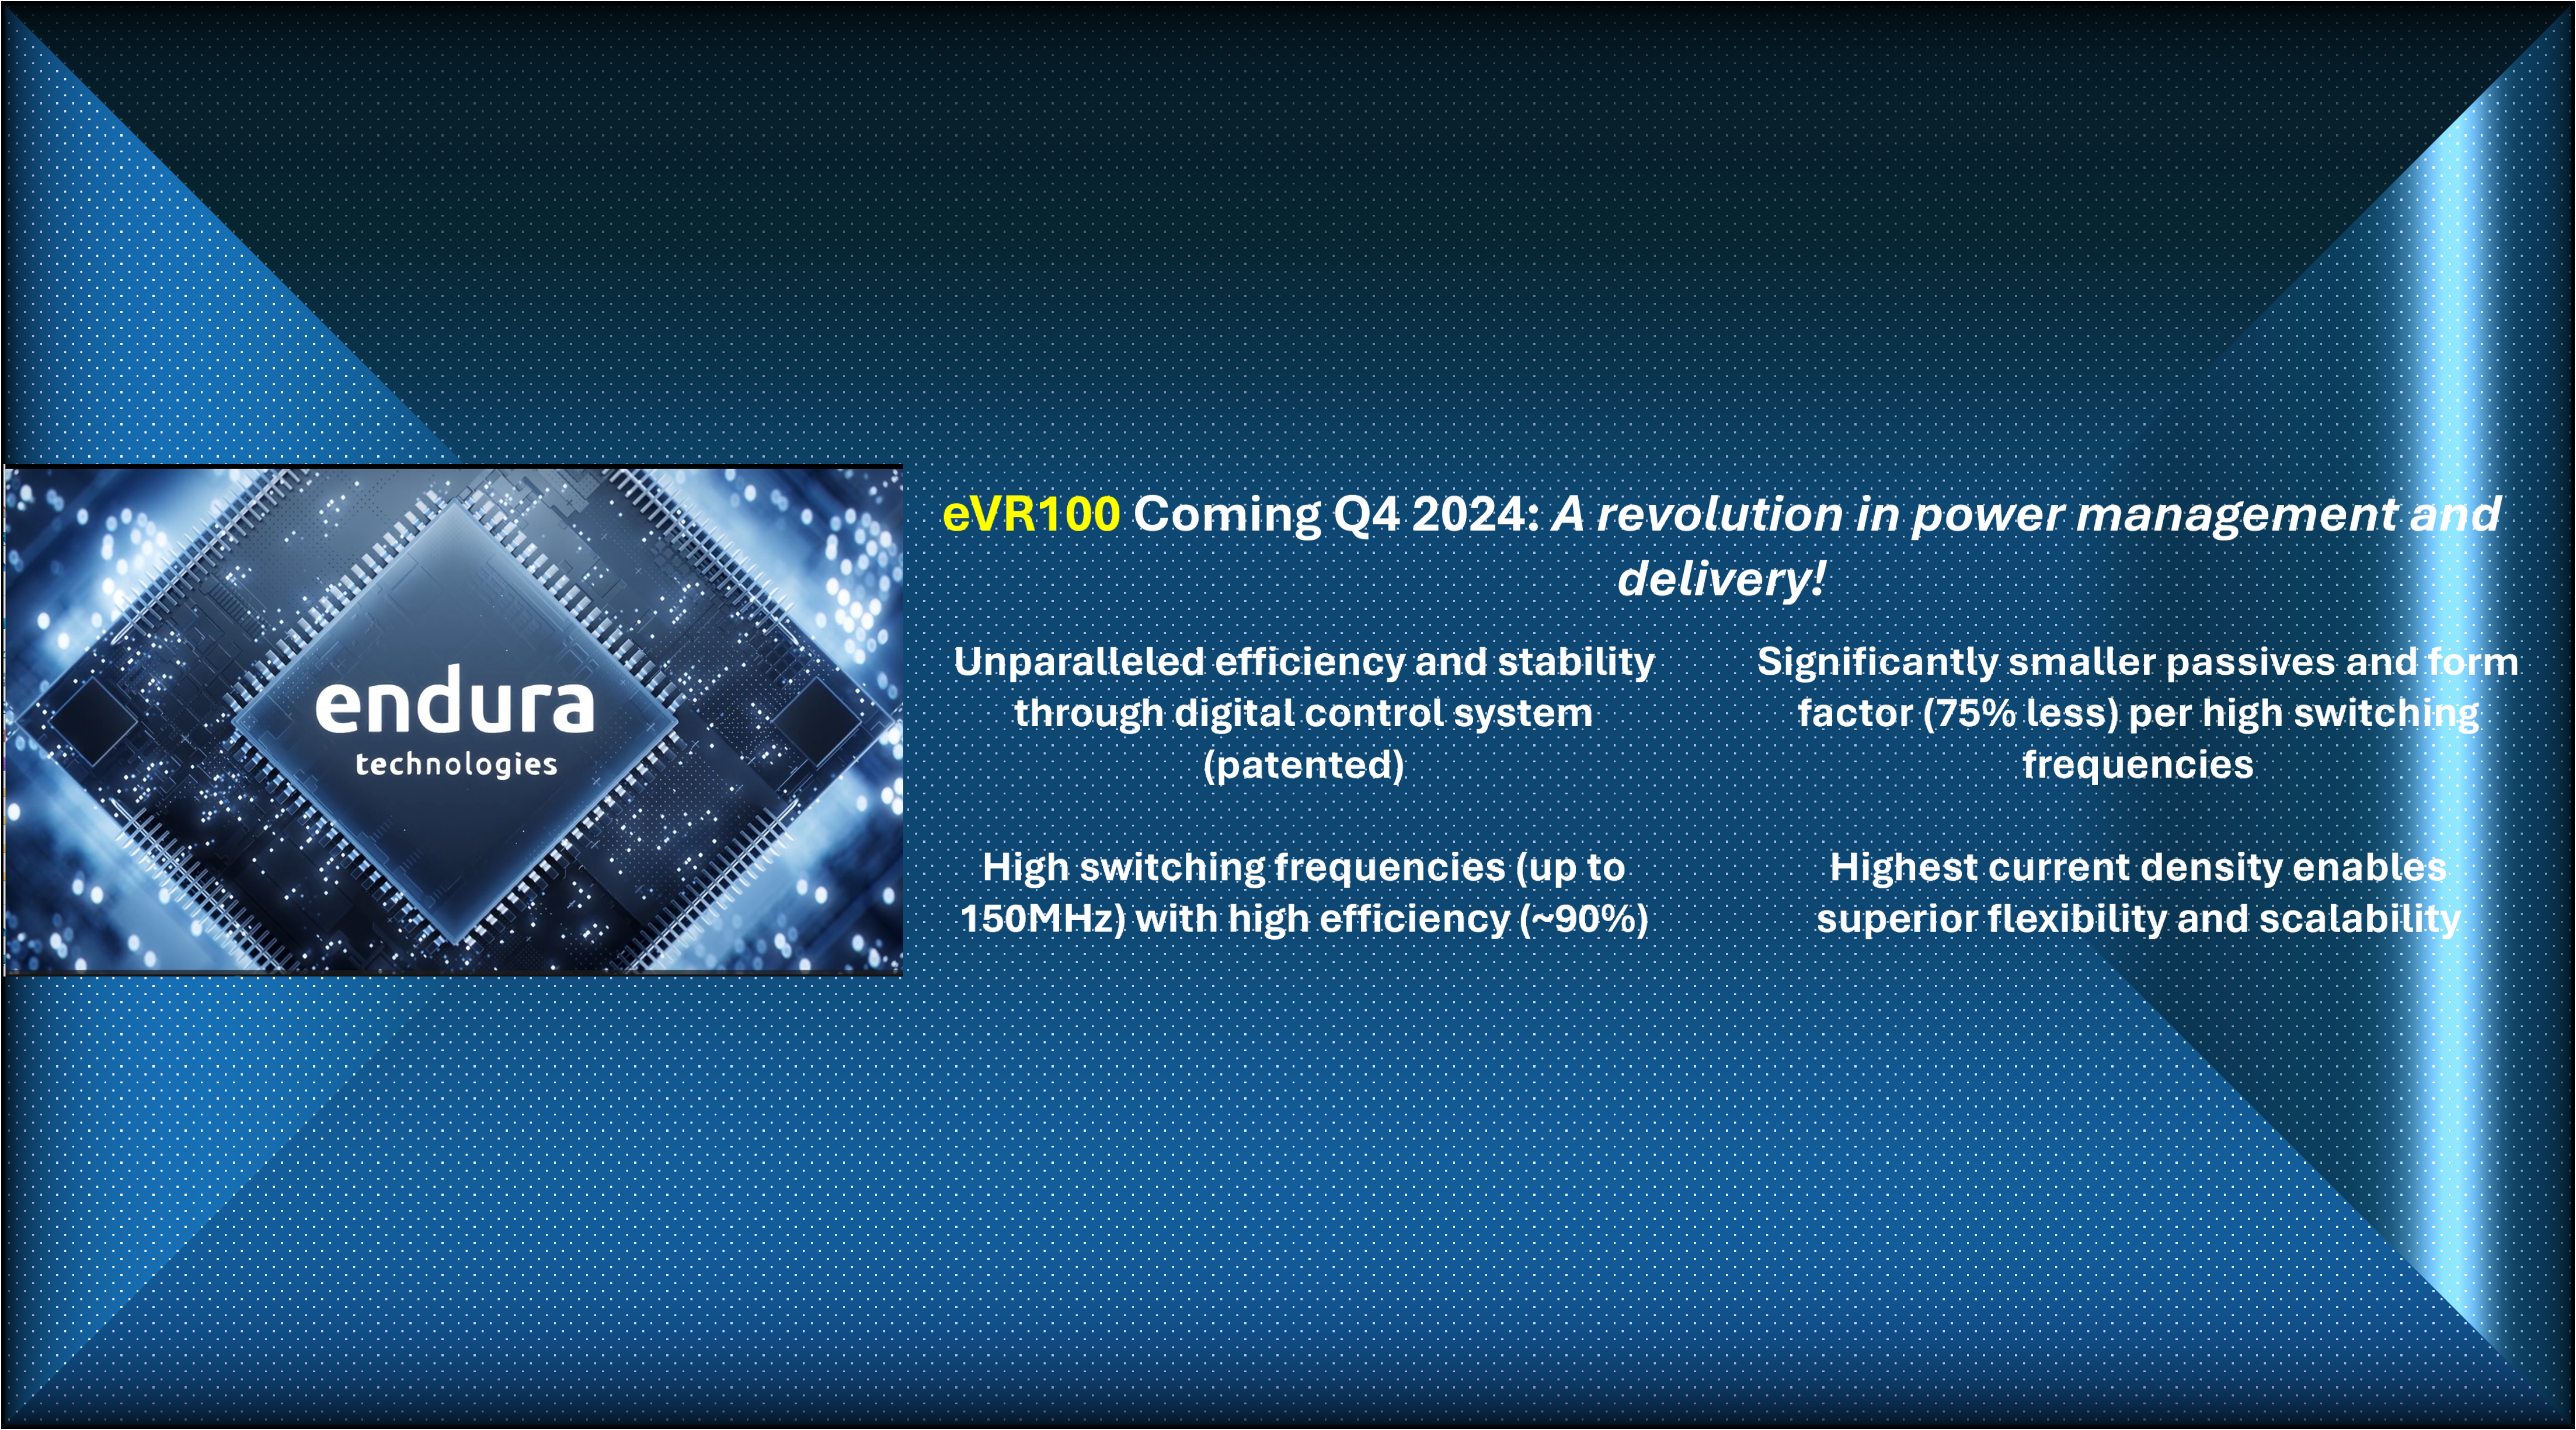 endura
technologies
eVR100 Coming Q4 2024: A revolution in power management and
delivery!
Unparalleled efficiency and stability
through digital control system
(patented)
Significantly smaller passives and form
factor (75% less) per high switching
frequencies
High switching frequencies (up to
150MHz) with high efficiency (~90%)
Highest current density enables
superior flexibility and scalability